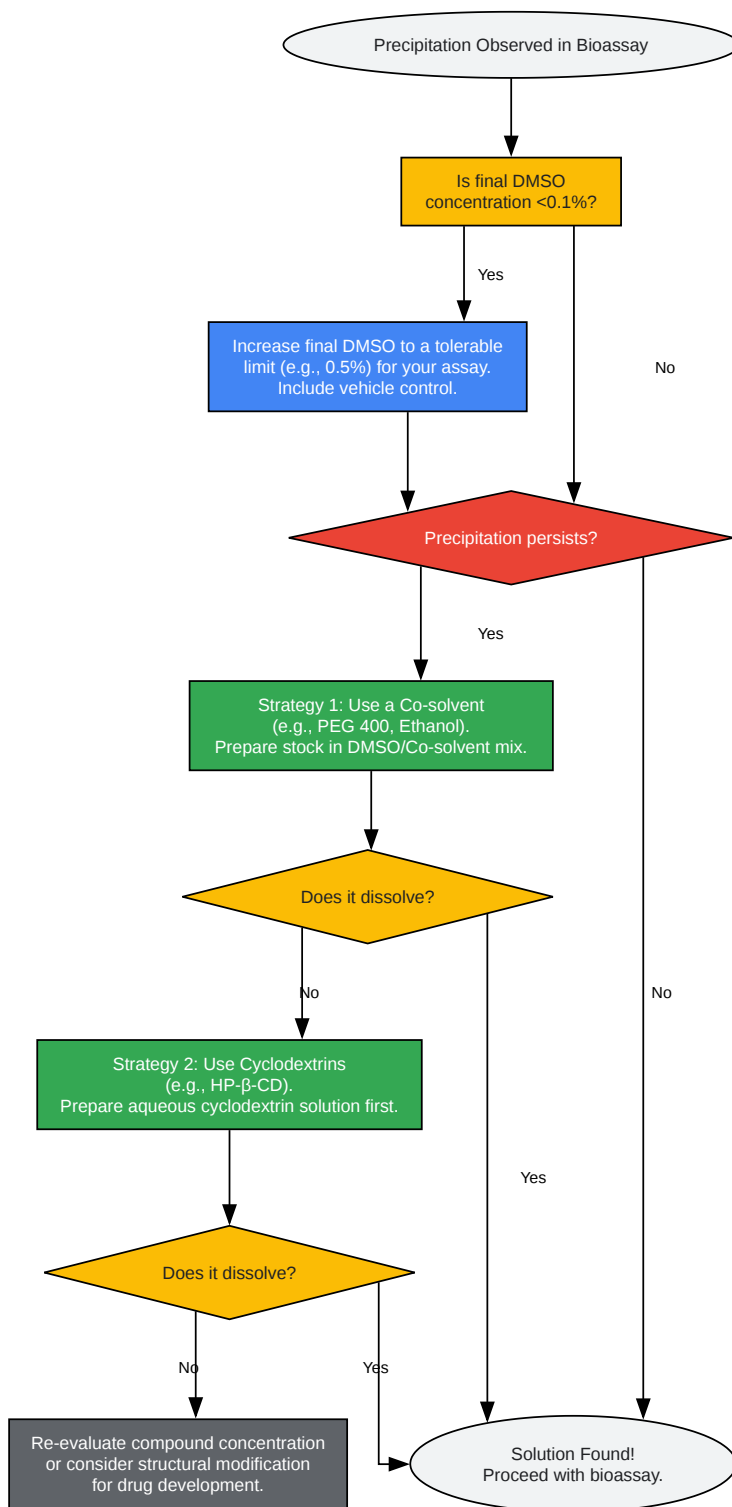 Precipitation Observed in Bioassay
Is final DMSO
concentration <0.1%?
Yes
Increase final DMSO to a tolerable
limit (e.g., 0.5%) for your assay.
Include vehicle control.
No
Precipitation persists?
Yes
Strategy 1: Use a Co-solvent
(e.g., PEG 400, Ethanol).
Prepare stock in DMSO/Co-solvent mix.
Does it dissolve?
No
No
Strategy 2: Use Cyclodextrins
(e.g., HP-β-CD).
Prepare aqueous cyclodextrin solution first.
Yes
Does it dissolve?
No
Yes
Re-evaluate compound concentration
or consider structural modification
for drug development.
Solution Found!
Proceed with bioassay.